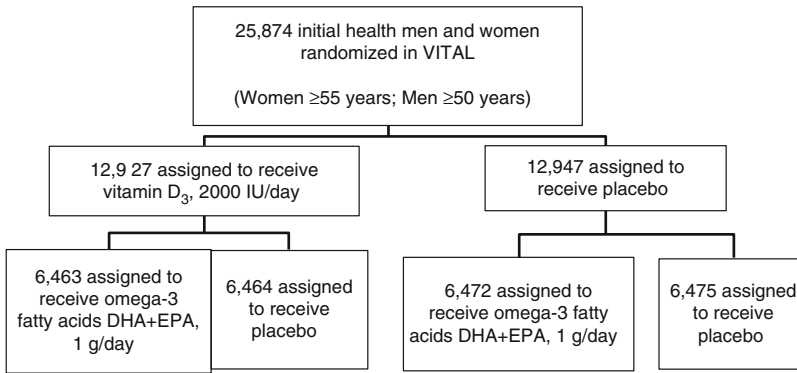 25,874 initial health men and women
randomized in VITAL
(Women ≥55 years; Men ≥50 years)
12,9 27 assigned to receive
vitamin D₃, 2000 IU/day
12,947 assigned to
receive placebo
6,463 assigned to
receive omega-3
fatty acids DHA+EPA,
1 g/day
6,464 assigned
to receive
placebo
6,472 assigned to
receive omega-3 fatty
acids DHA+EPA, 1 g/day
6,475 assigned
to receive
placebo